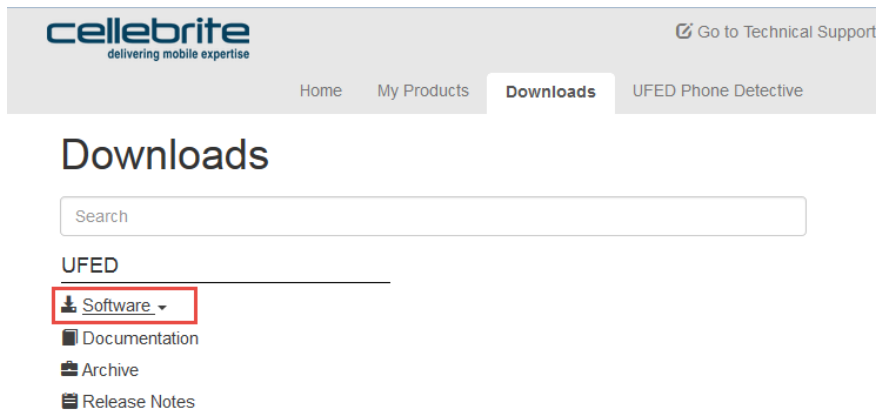 cellebrite
delivering mobile expertise
Go to Technical Support
Home My Products Downloads UFED Phone Detective
Downloads
Search
UFED
Software
Documentation
Archive
Release Notes